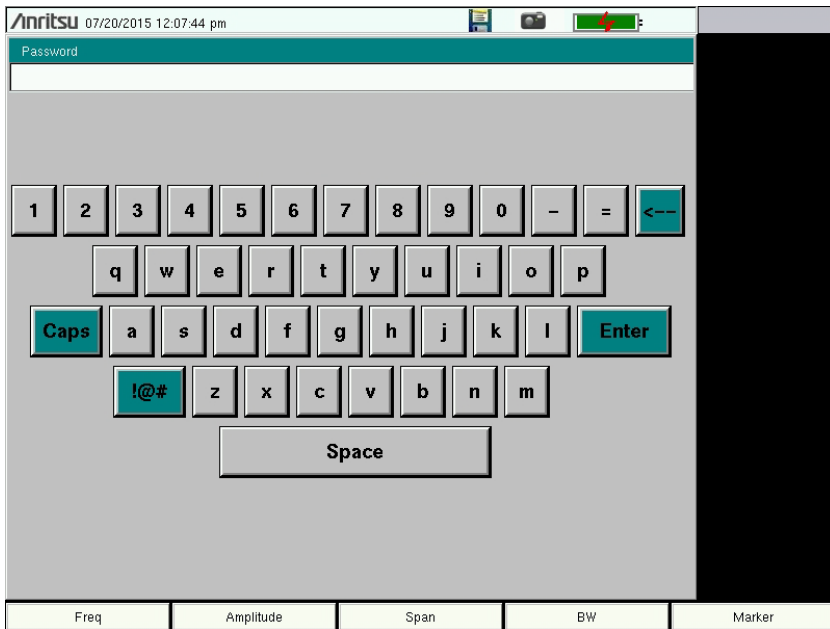 /Inritsu 07/20/2015 12:07:44 pm
Password
1 2 3 4 5 6 7 8 9 0 – = <--
q w e r t y u i o p
Caps a s d f g h j k l Enter
!@# z x c v b n m
Space
Freq Amplitude Span BW Marker